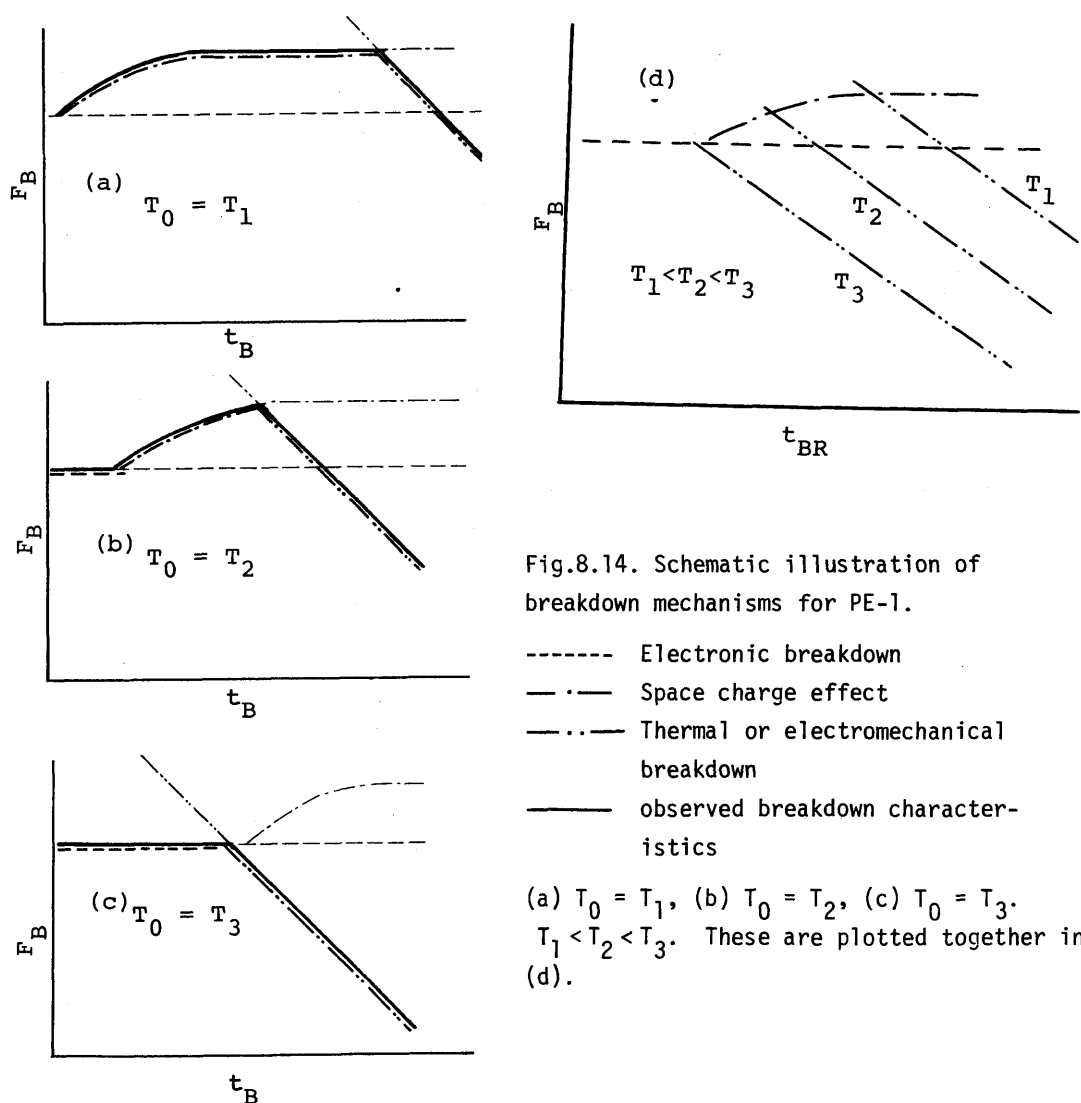 F_B
(a)
T_0 = T_1
t_B
F_B
(b) T_0 = T_2
t_B
F_B
(c) T_0 = T_3
t_B
(d)
F_B
T_1
T_2
T_3
T_1<T_2<T_3
t_BR
Fig.8.14. Schematic illustration of
breakdown mechanisms for PE-1.
Electronic breakdown
Space charge effect
Thermal or electromechanical
breakdown
observed breakdown character-
istics
(a) T_0 = T_1, (b) T_0 = T_2, (c) T_0 = T_3.
T_1 < T_2 < T_3. These are plotted together in
(d).